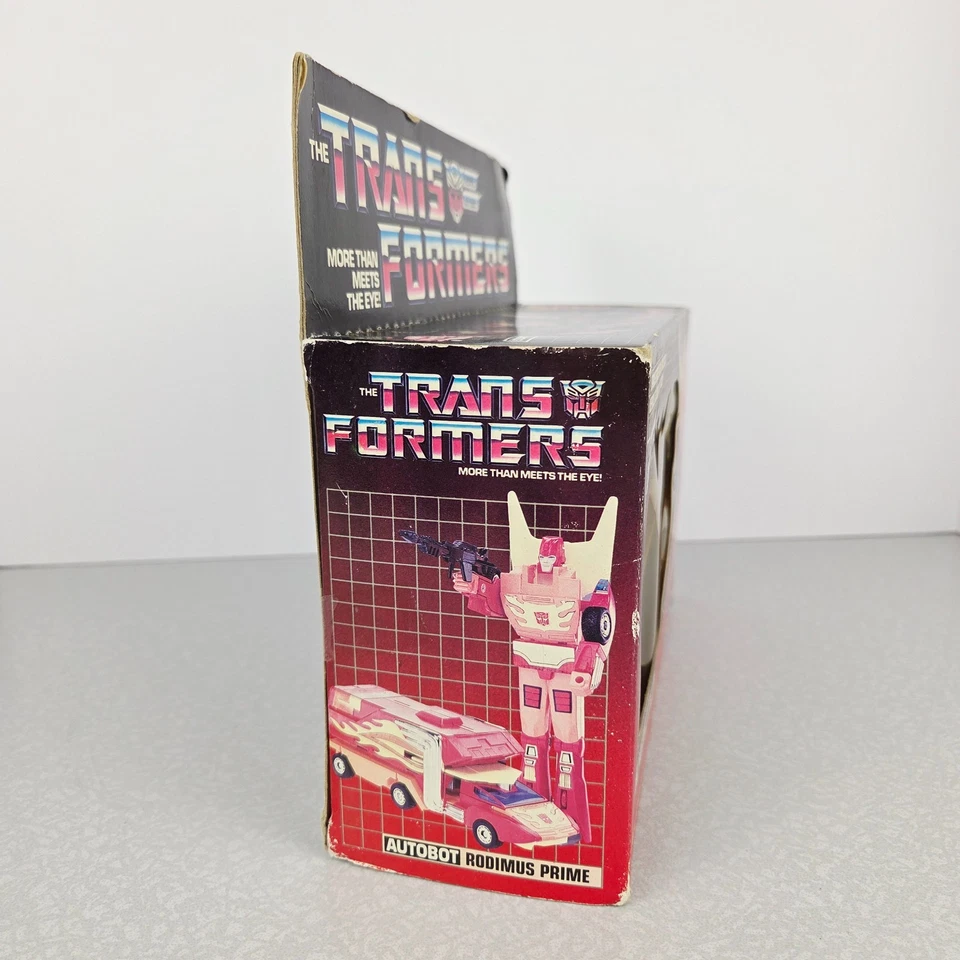 THE TRANS
FORMERS
MORE THAN
MEETS
THE EYE!
THE TRANS
FORMERS
MORE THAN MEETS THE EYE!
AUTOBOT RODIMUS PRIME